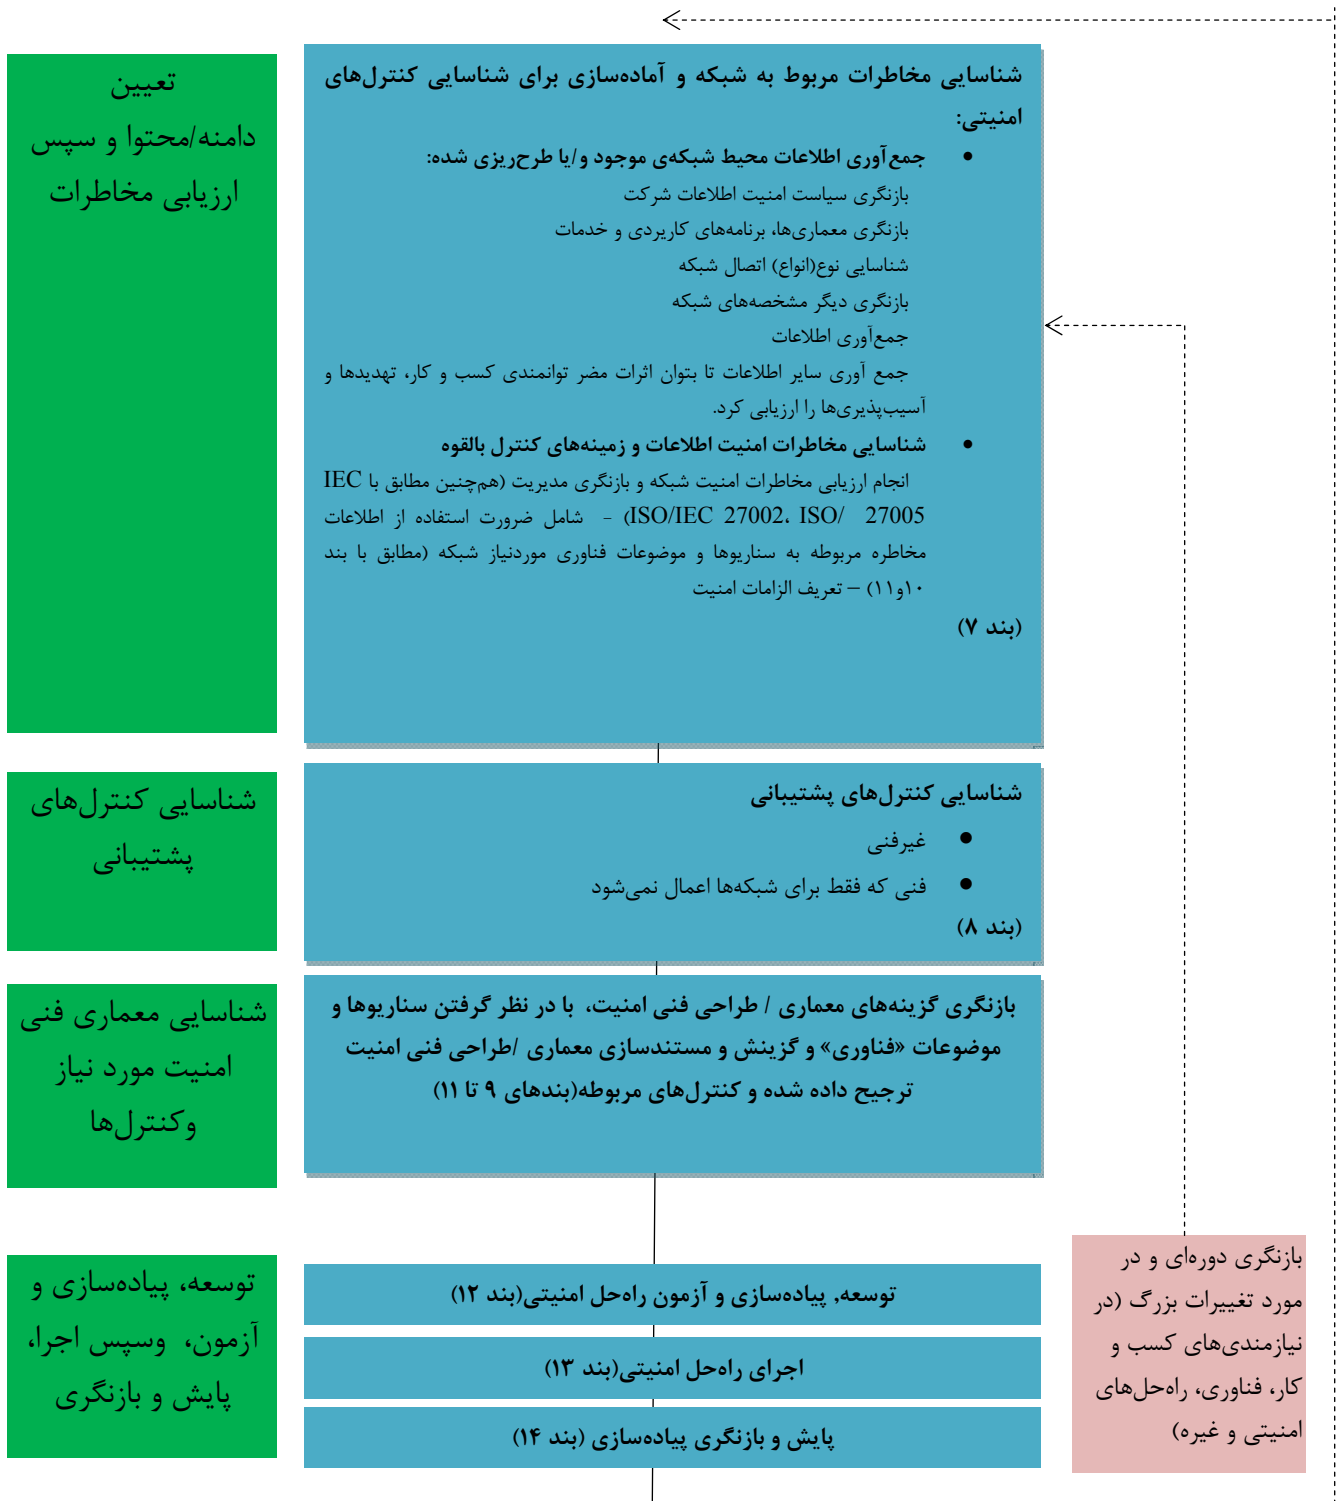 تعیین
دامنه/محتوا و سپس
ارزیابی مخاطرات
شناسایی مخاطرات مربوط به شبکه و آماده‌سازی برای شناسایی کنترل‌های
امنیتی:
• جمع‌آوری اطلاعات محیط شبکه‌ی موجود و/یا طرح‌ریزی شده:
بازنگری سیاست امنیت اطلاعات شرکت
بازنگری معماری‌ها، برنامه‌های کاربردی و خدمات
شناسایی نوع(انواع) اتصال شبکه
بازنگری دیگر مشخصه‌های شبکه
جمع‌آوری اطلاعات
جمع آوری سایر اطلاعات تا بتوان اثرات مضر توانمندی کسب و کار، تهدیدها و
آسیب‌پذیری‌ها را ارزیابی کرد.
• شناسایی مخاطرات امنیت اطلاعات و زمینه‌های کنترل بالقوه
انجام ارزیابی مخاطرات امنیت شبکه و بازنگری مدیریت (هم‌چنین مطابق با IEC
27005 /ISO/IEC 27002، ISO) - شامل ضرورت استفاده از اطلاعات
مخاطره مربوطه به سناریوها و موضوعات فناوری موردنیاز شبکه (مطابق با بند
۱۰و۱۱) – تعریف الزامات امنیت
(بند ۷)
شناسایی کنترل‌های
پشتیبانی
شناسایی کنترل‌های پشتیبانی
• غیرفنی
• فنی که فقط برای شبکه‌ها اعمال نمی‌شود
(بند ۸)
شناسایی معماری فنی
امنیت مورد نیاز
وکنترل‌ها
بازنگری گزینه‌های معماری / طراحی فنی امنیت، با در نظر گرفتن سناریوها و
موضوعات «فناوری» و گزینش و مستندسازی معماری /طراحی فنی امنیت
ترجیح داده شده و کنترل‌های مربوطه(بندهای ۹ تا ۱۱)
توسعه، پیاده‌سازی و
آزمون، وسپس اجرا،
پایش و بازنگری
توسعه, پیاده‌سازی و آزمون راه‌حل امنیتی(بند ۱۲)
اجرای راه‌حل امنیتی(بند ۱۳)
پایش و بازنگری پیاده‌سازی (بند ۱۴)
بازنگری دوره‌ای و در
مورد تغییرات بزرگ (در
نیازمندی‌های کسب و
کار، فناوری، راه‌حل‌های
امنیتی و غیره)